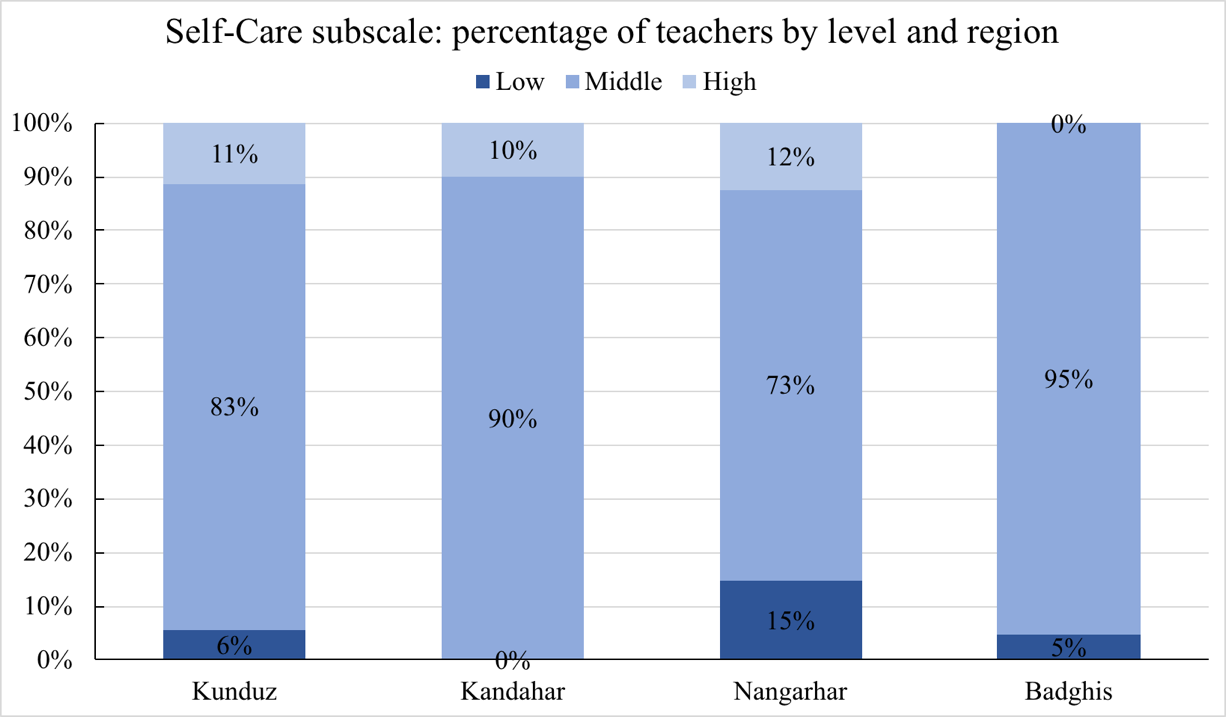 Self-Care subscale: percentage of teachers by level and region
Low Middle High
100%
90%
80%
70%
60%
50%
40%
30%
20%
10%
0%
11% 10% 12% 0%
83% 90% 73% 95%
6% 0% 15% 5%
Kunduz Kandahar Nangarhar Badghis